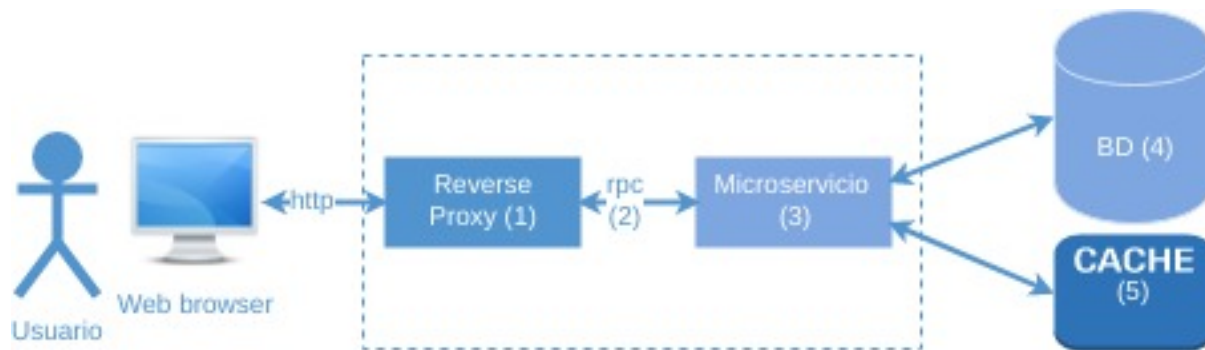 Usuario
Web browser
http
Reverse
Proxy (1)
rpc
(2)
Microservicio
(3)
BD (4)
CACHE
(5)